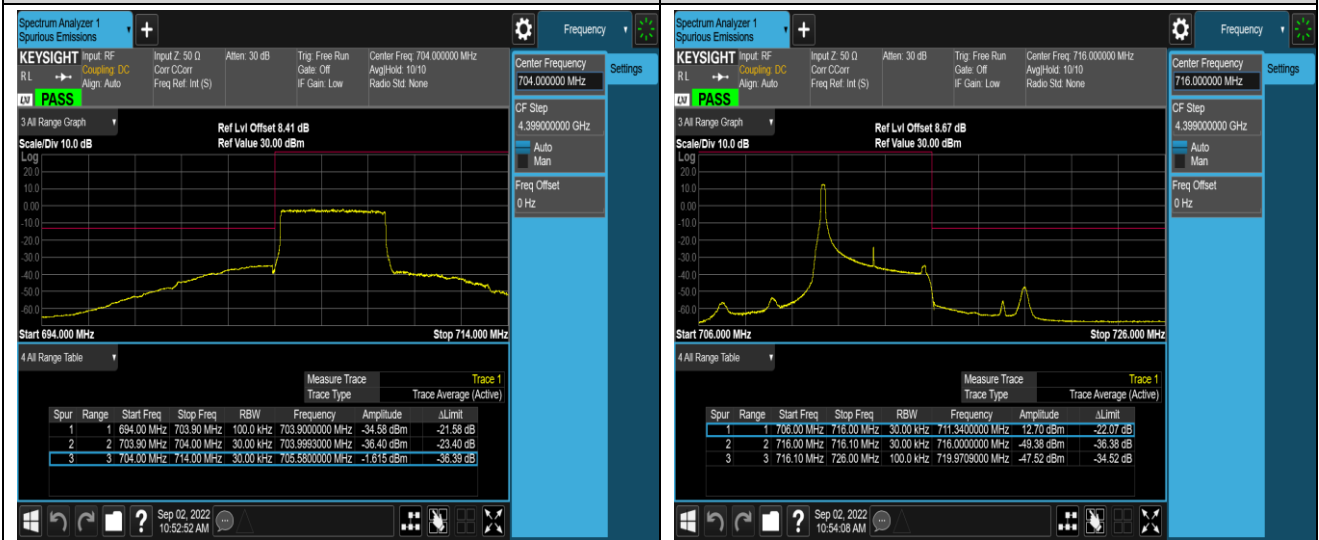 Spectrum Analyzer 1
Spurious Emissions
+
Frequency
KEYSIGHT
Input: RF
Input Z: 50 Ω
Atten: 30 dB
Trig: Free Run
Center Freq: 704.000000 MHz
R L
Coupling: DC
Corr CCorr
Gate: Off
Avg|Hold: 10/10
Align: Auto
Freq Ref: Int (S)
IF Gain: Low
Radio Std: None
LXI
PASS
Center Frequency
704.000000 MHz
Settings
CF Step
4.399000000 GHz
Auto
Man
Freq Offset
0 Hz
3 All Range Graph
Ref Lvl Offset 8.41 dB
Scale/Div 10.0 dB
Ref Value 30.00 dBm
Log
20.0
10.0
0.00
-10.0
-20.0
-30.0
-40.0
-50.0
-60.0
Start 694.000 MHz
Stop 714.000 MHz
4 All Range Table
Measure Trace Trace 1
Trace Type Trace Average (Active)
Spur Range Start Freq Stop Freq RBW Frequency Amplitude ΔLimit
1 1 694.00 MHz 703.90 MHz 100.0 kHz 703.9000000 MHz -34.58 dBm -21.58 dB
2 2 703.90 MHz 704.00 MHz 30.00 kHz 703.9993000 MHz -36.40 dBm -23.40 dB
3 3 704.00 MHz 714.00 MHz 30.00 kHz 705.5800000 MHz -1.615 dBm -36.39 dB
?
Sep 02, 2022
10:52:52 AM
Spectrum Analyzer 1
Spurious Emissions
+
Frequency
KEYSIGHT
Input: RF
Input Z: 50 Ω
Atten: 30 dB
Trig: Free Run
Center Freq: 716.000000 MHz
R L
Coupling: DC
Corr CCorr
Gate: Off
Avg|Hold: 10/10
Align: Auto
Freq Ref: Int (S)
IF Gain: Low
Radio Std: None
LXI
PASS
Center Frequency
716.000000 MHz
Settings
CF Step
4.399000000 GHz
Auto
Man
Freq Offset
0 Hz
3 All Range Graph
Ref Lvl Offset 8.67 dB
Scale/Div 10.0 dB
Ref Value 30.00 dBm
Log
20.0
10.0
0.00
-10.0
-20.0
-30.0
-40.0
-50.0
-60.0
Start 706.000 MHz
Stop 726.000 MHz
4 All Range Table
Measure Trace Trace 1
Trace Type Trace Average (Active)
Spur Range Start Freq Stop Freq RBW Frequency Amplitude ΔLimit
1 1 706.00 MHz 716.00 MHz 30.00 kHz 711.3400000 MHz 12.70 dBm -22.07 dB
2 2 716.00 MHz 716.10 MHz 30.00 kHz 716.0000000 MHz -49.38 dBm -36.38 dB
3 3 716.10 MHz 726.00 MHz 100.0 kHz 719.9709000 MHz -47.52 dBm -34.52 dB
?
Sep 02, 2022
10:54:08 AM